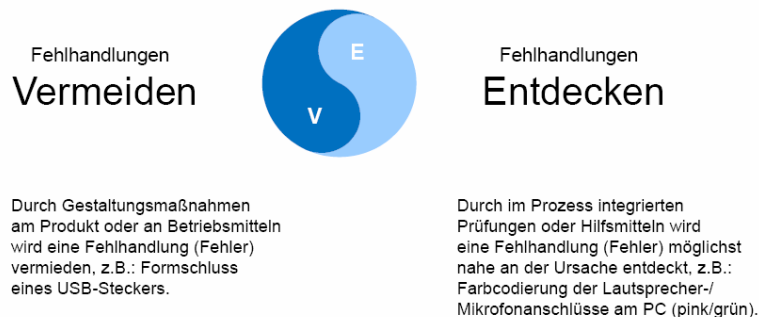 Fehlhandlungen
Vermeiden
E
V
Fehlhandlungen
Entdecken
Durch Gestaltungsmaßnahmen
am Produkt oder an Betriebsmitteln
wird eine Fehlhandlung (Fehler)
vermieden, z.B.: Formschluss
eines USB-Steckers.
Durch im Prozess integrierten
Prüfungen oder Hilfsmitteln wird
eine Fehlhandlung (Fehler) möglichst
nahe an der Ursache entdeckt, z.B.:
Farbcodierung der Lautsprecher-/
Mikrofonanschlüsse am PC (pink/grün).